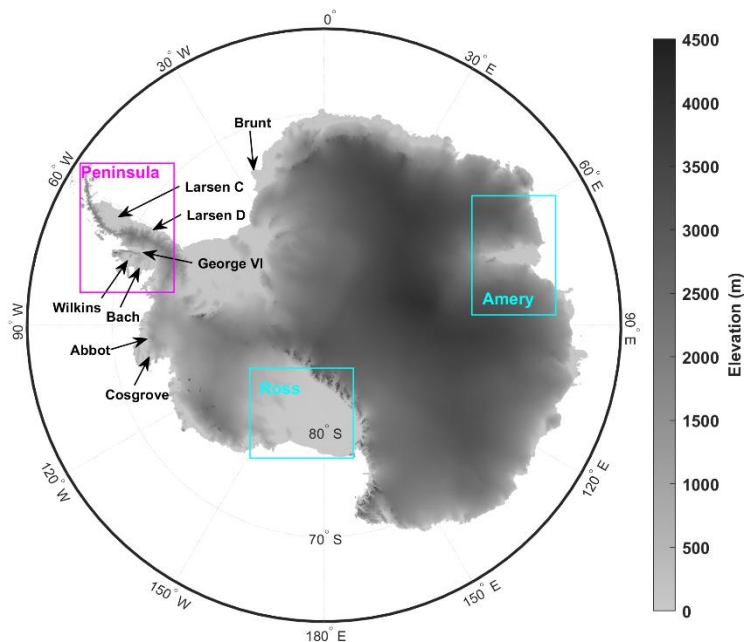 0° 
30° E
60° E
90° E
120° E
150° E
180° E
150° W
120° W
90° W
60° W
30° W
Brunt
Peninsula
Larsen C
Larsen D
George VI
Wilkins
Bach
Abbot
Cosgrove
Amery
Ross
80° S
70° S
4500
4000
3500
3000
2500
2000
1500
1000
500
0
Elevation (m)